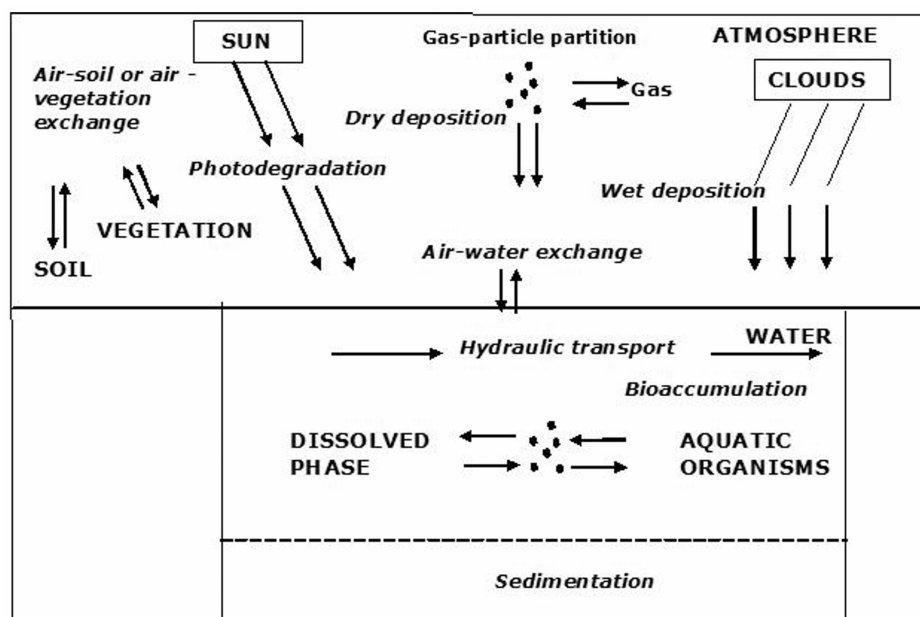 SUN
Gas-particle partition
ATMOSPHERE
Air-soil or air -
vegetation
exchange
Gas
CLOUDS
Dry deposition
Photodegradation
Wet deposition
VEGETATION
SOIL
Air-water exchange
WATER
Hydraulic transport
Bioaccumulation
DISSOLVED
PHASE
AQUATIC
ORGANISMS
Sedimentation